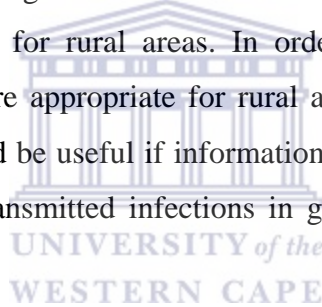 for rural areas. In orde
re appropriate for rural a
d be useful if information
ansmitted infections in g
UNIVERSITY of the
WESTERN CAPE